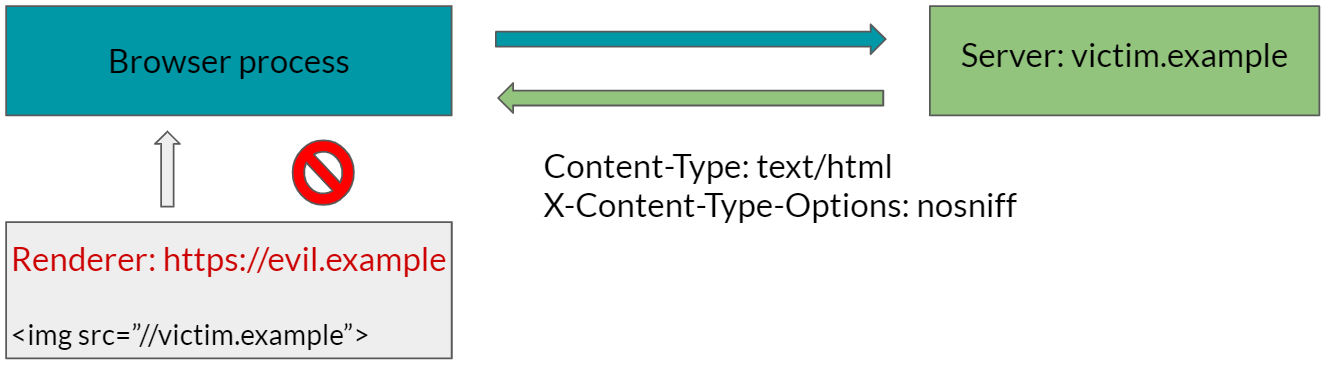 Browser process
Server: victim.example
Content-Type: text/html
X-Content-Type-Options: nosniff
Renderer: https://evil.example
<img src=”//victim.example”>